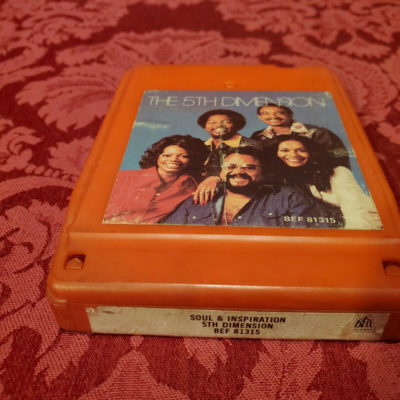 THE 5TH DIMENSION
BEF 81315
SOUL & INSPIRATION
5TH DIMENSION
BEF 81315